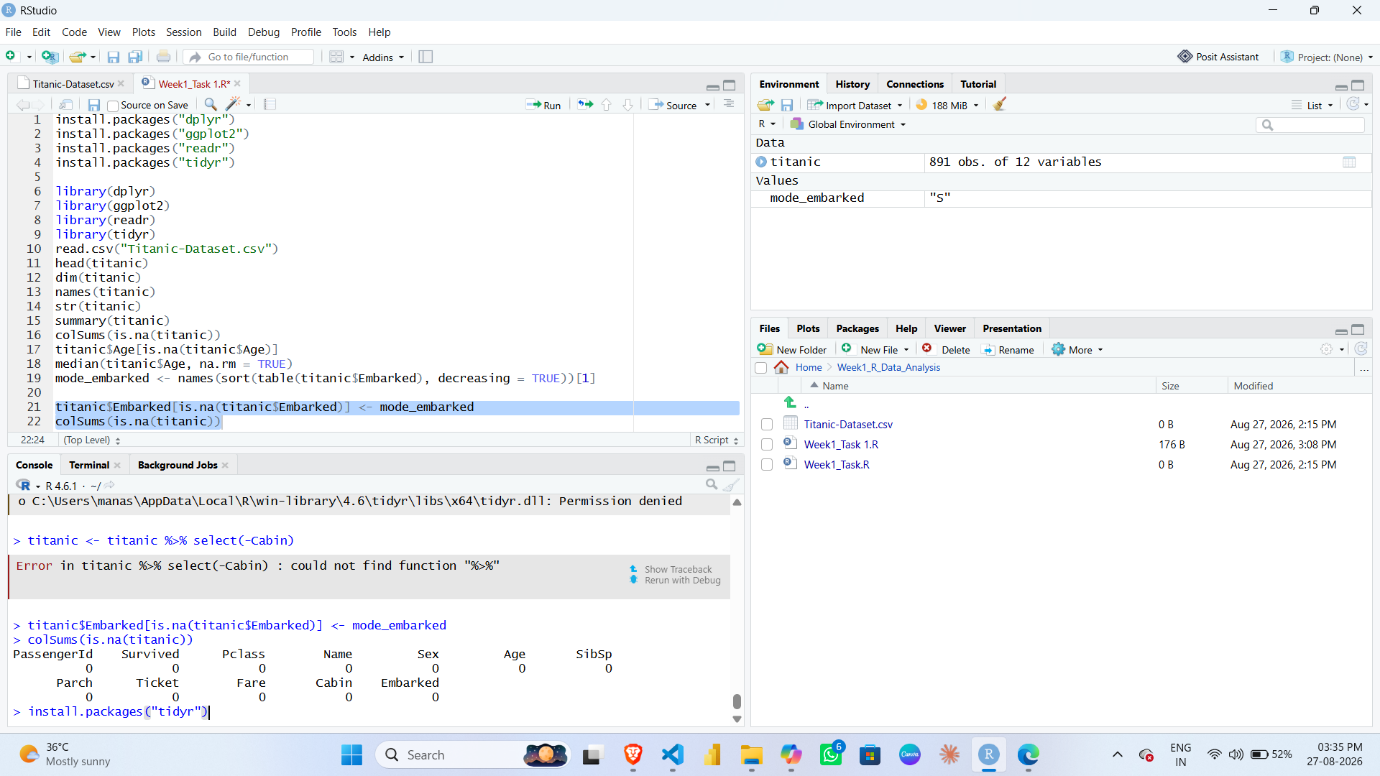 RStudio
File Edit Code View Plots Session Build Debug Profile Tools Help
Go to file/function Addins Posit Assistant Project: (None)
Titanic-Dataset.csv Week1_Task 1.R*
Source on Save Run Source
1 install.packages("dplyr")
2 install.packages("ggplot2")
3 install.packages("readr")
4 install.packages("tidyr")
5
6 library(dplyr)
7 library(ggplot2)
8 library(readr)
9 library(tidyr)
10 read.csv("Titanic-Dataset.csv")
11 head(titanic)
12 dim(titanic)
13 names(titanic)
14 str(titanic)
15 summary(titanic)
16 colSums(is.na(titanic))
17 titanic$Age[is.na(titanic$Age)]
18 median(titanic$Age, na.rm = TRUE)
19 mode_embarked <- names(sort(table(titanic$Embarked), decreasing = TRUE))[1]
20
21 titanic$Embarked[is.na(titanic$Embarked)] <- mode_embarked
22 colSums(is.na(titanic))
22:24 (Top Level) R Script
Console Terminal Background Jobs
R R 4.6.1 · ~/
o C:\Users\manas\AppData\Local\R\win-library\4.6\tidyr\libs\x64\tidyr.dll: Permission denied
> titanic <- titanic %>% select(-Cabin)
Error in titanic %>% select(-Cabin) : could not find function "%>%"
Show Traceback
Rerun with Debug
> titanic$Embarked[is.na(titanic$Embarked)] <- mode_embarked
> colSums(is.na(titanic))
PassengerId Survived Pclass Name Sex Age SibSp
0 0 0 0 0 0 0
Parch Ticket Fare Cabin Embarked
0 0 0 0 0
> install.packages("tidyr")
Environment History Connections Tutorial
Import Dataset 188 MiB List
R Global Environment
Data
titanic 891 obs. of 12 variables
Values
mode_embarked "S"
Files Plots Packages Help Viewer Presentation
New Folder New File Delete Rename More
Home Week1_R_Data_Analysis ...
Name Size Modified
..
Titanic-Dataset.csv 0 B Aug 27, 2026, 2:15 PM
Week1_Task 1.R 176 B Aug 27, 2026, 3:08 PM
Week1_Task.R 0 B Aug 27, 2026, 2:15 PM
36°C
Mostly sunny
Search
Canva
6
R
ENG
IN
52%
03:35 PM
27-08-2026